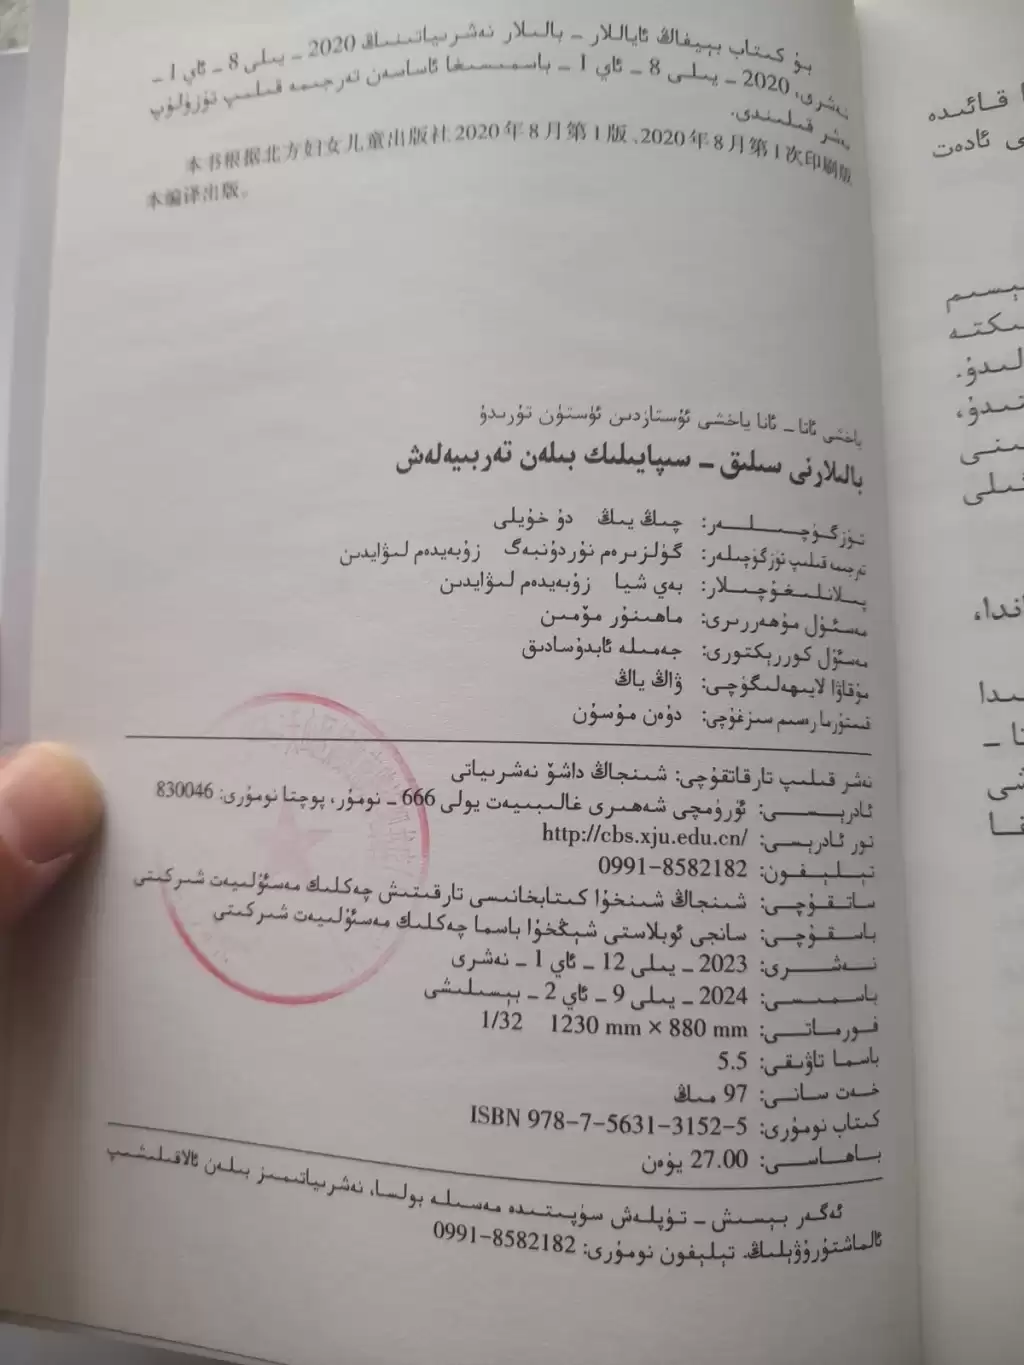 بۇ كىتاب بېيفاڭ ئاياللار - بالىلار نەشرىياتىنىڭ 2020 - يىلى 8 - ئاي 1 -
نەشرى، 2020 - يىلى 8 - ئاي 1 - باسمىسىغا ئاساسەن تەرجىمە قىلىپ تۈزۈلۈپ
نەشر قىلىندى.
本书根据北方妇女儿童出版社2020年8月第1版、2020年8月第1次印刷版
本编译出版。
ياخشى ئاتا - ئانا ياخشى ئۇستازدىن ئۈستۈن تۇرىدۇ
بالىلارنى سىلىق - سىپايىلىك بىلەن تەربىيەلەش
تۈزگۈچىلەر: چىڭ يىڭ دۇ خۇيلى
تەرجىمە قىلىپ تۈزگۈچىلەر: گۈلزىرەم نۇردۇنبەگ زۇبەيدەم لىۋايدىن
پىلانلىغۇچىلار: بەي شيا زۇبەيدەم لىۋايدىن
مەسئۇل مۇھەررىرى: ماھىنۇر مۆمىن
مەسئۇل كوررېكتورى: جەمىلە ئابدۇسادىق
مۇقاۋا لايىھەلىگۈچى: ۋاڭ ياڭ
قىستۇرما رەسىم سىزغۇچى: دۇەن مۇسۇن
نەشر قىلىپ تارقاتقۇچى: شىنجاڭ داشۆ نەشرىياتى
ئادرېسى: ئۈرۈمچى شەھىرى غالىبىيەت يولى 666 - نومۇر، پوچتا نومۇرى: 830046
تور ئادرېسى: http://cbs.xju.edu.cn/
تېلېفون: 0991-8582182
ساتقۇچى: شىنجاڭ شىنخۇا كىتابخانىسى تارقىتىش چەكلىك مەسئۇلىيەت شىركىتى
باسقۇچى: سانجى ئوبلاستى شېڭخۇا باسما چەكلىك مەسئۇلىيەت شىركىتى
نەشرى: 2023 - يىلى 12 - ئاي 1 - نەشرى
باسمىسى: 2024 - يىلى 9 - ئاي 2 - بېسىلىشى
فورماتى: 1230 mm × 880 mm 1/32
باسما تاۋىقى: 5.5
خەت سانى: 97 مىڭ
كىتاب نومۇرى: ISBN 978-7-5631-3152-5
باھاسى: 27.00 يۈەن
ئەگەر بېسىش - تۈپلەش سۈپىتىدە مەسىلە بولسا، نەشرىياتىمىز بىلەن ئالاقىلىشىپ
ئالماشتۇرۇۋېلىڭ. تېلېفون نومۇرى: 0991-8582182